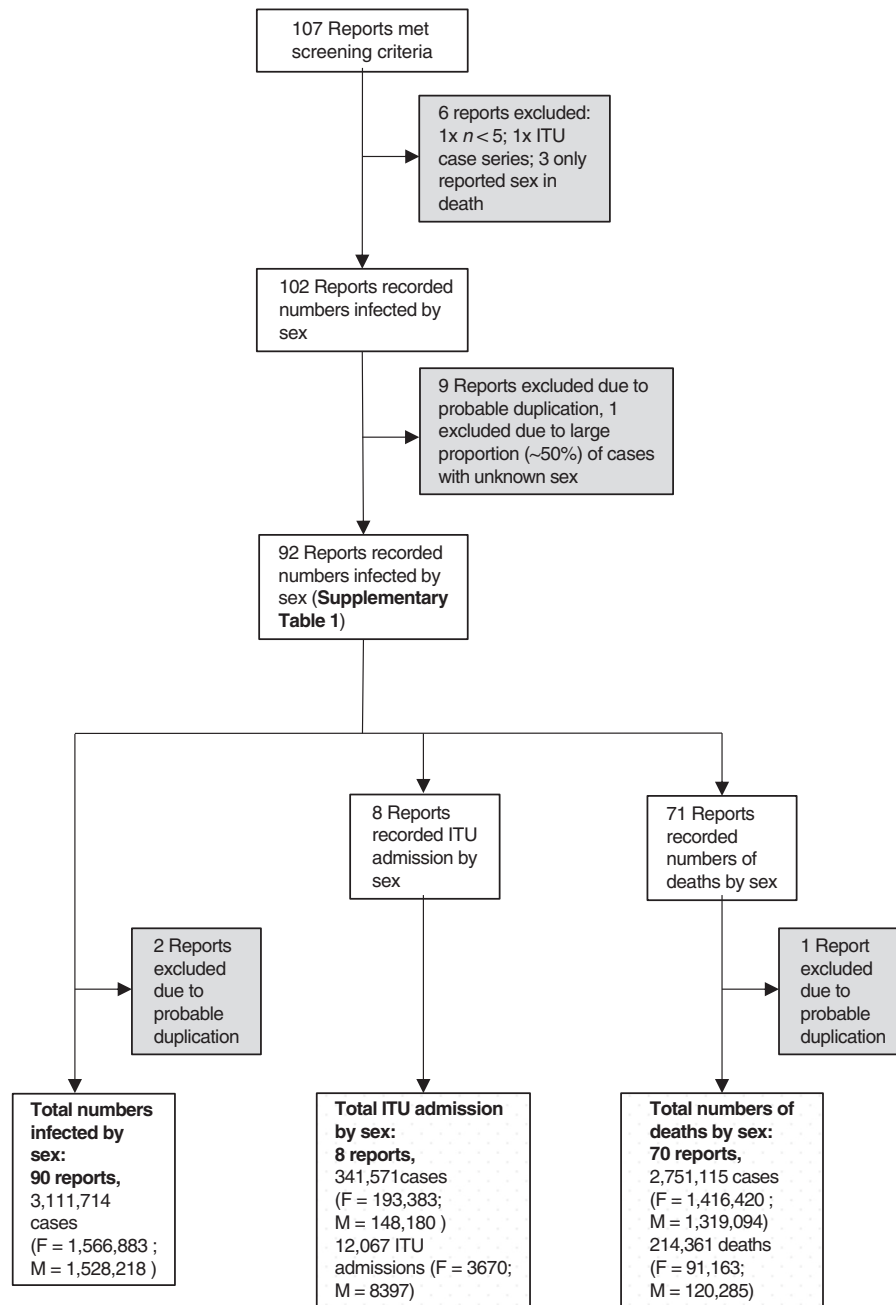 107 Reports met
screening criteria
6 reports excluded:
1x n < 5; 1x ITU
case series; 3 only
reported sex in
death
102 Reports recorded
numbers infected by
sex
9 Reports excluded due to
probable duplication, 1
excluded due to large
proportion (~50%) of cases
with unknown sex
92 Reports recorded
numbers infected by
sex (Supplementary
Table 1)
8 Reports
recorded ITU
admission by
sex
71 Reports
recorded
numbers of
deaths by sex
2 Reports
excluded
due to
probable
duplication
1 Report
excluded
due to
probable
duplication
Total numbers
infected by
sex:
90 reports,
3,111,714
cases
(F = 1,566,883 ;
M = 1,528,218 )
Total ITU admission
by sex:
8 reports,
341,571cases
(F = 193,383;
M = 148,180 )
12,067 ITU
admissions (F = 3670;
M = 8397)
Total numbers of
deaths by sex:
70 reports,
2,751,115 cases
(F = 1,416,420 ;
M = 1,319,094)
214,361 deaths
(F = 91,163;
M = 120,285)